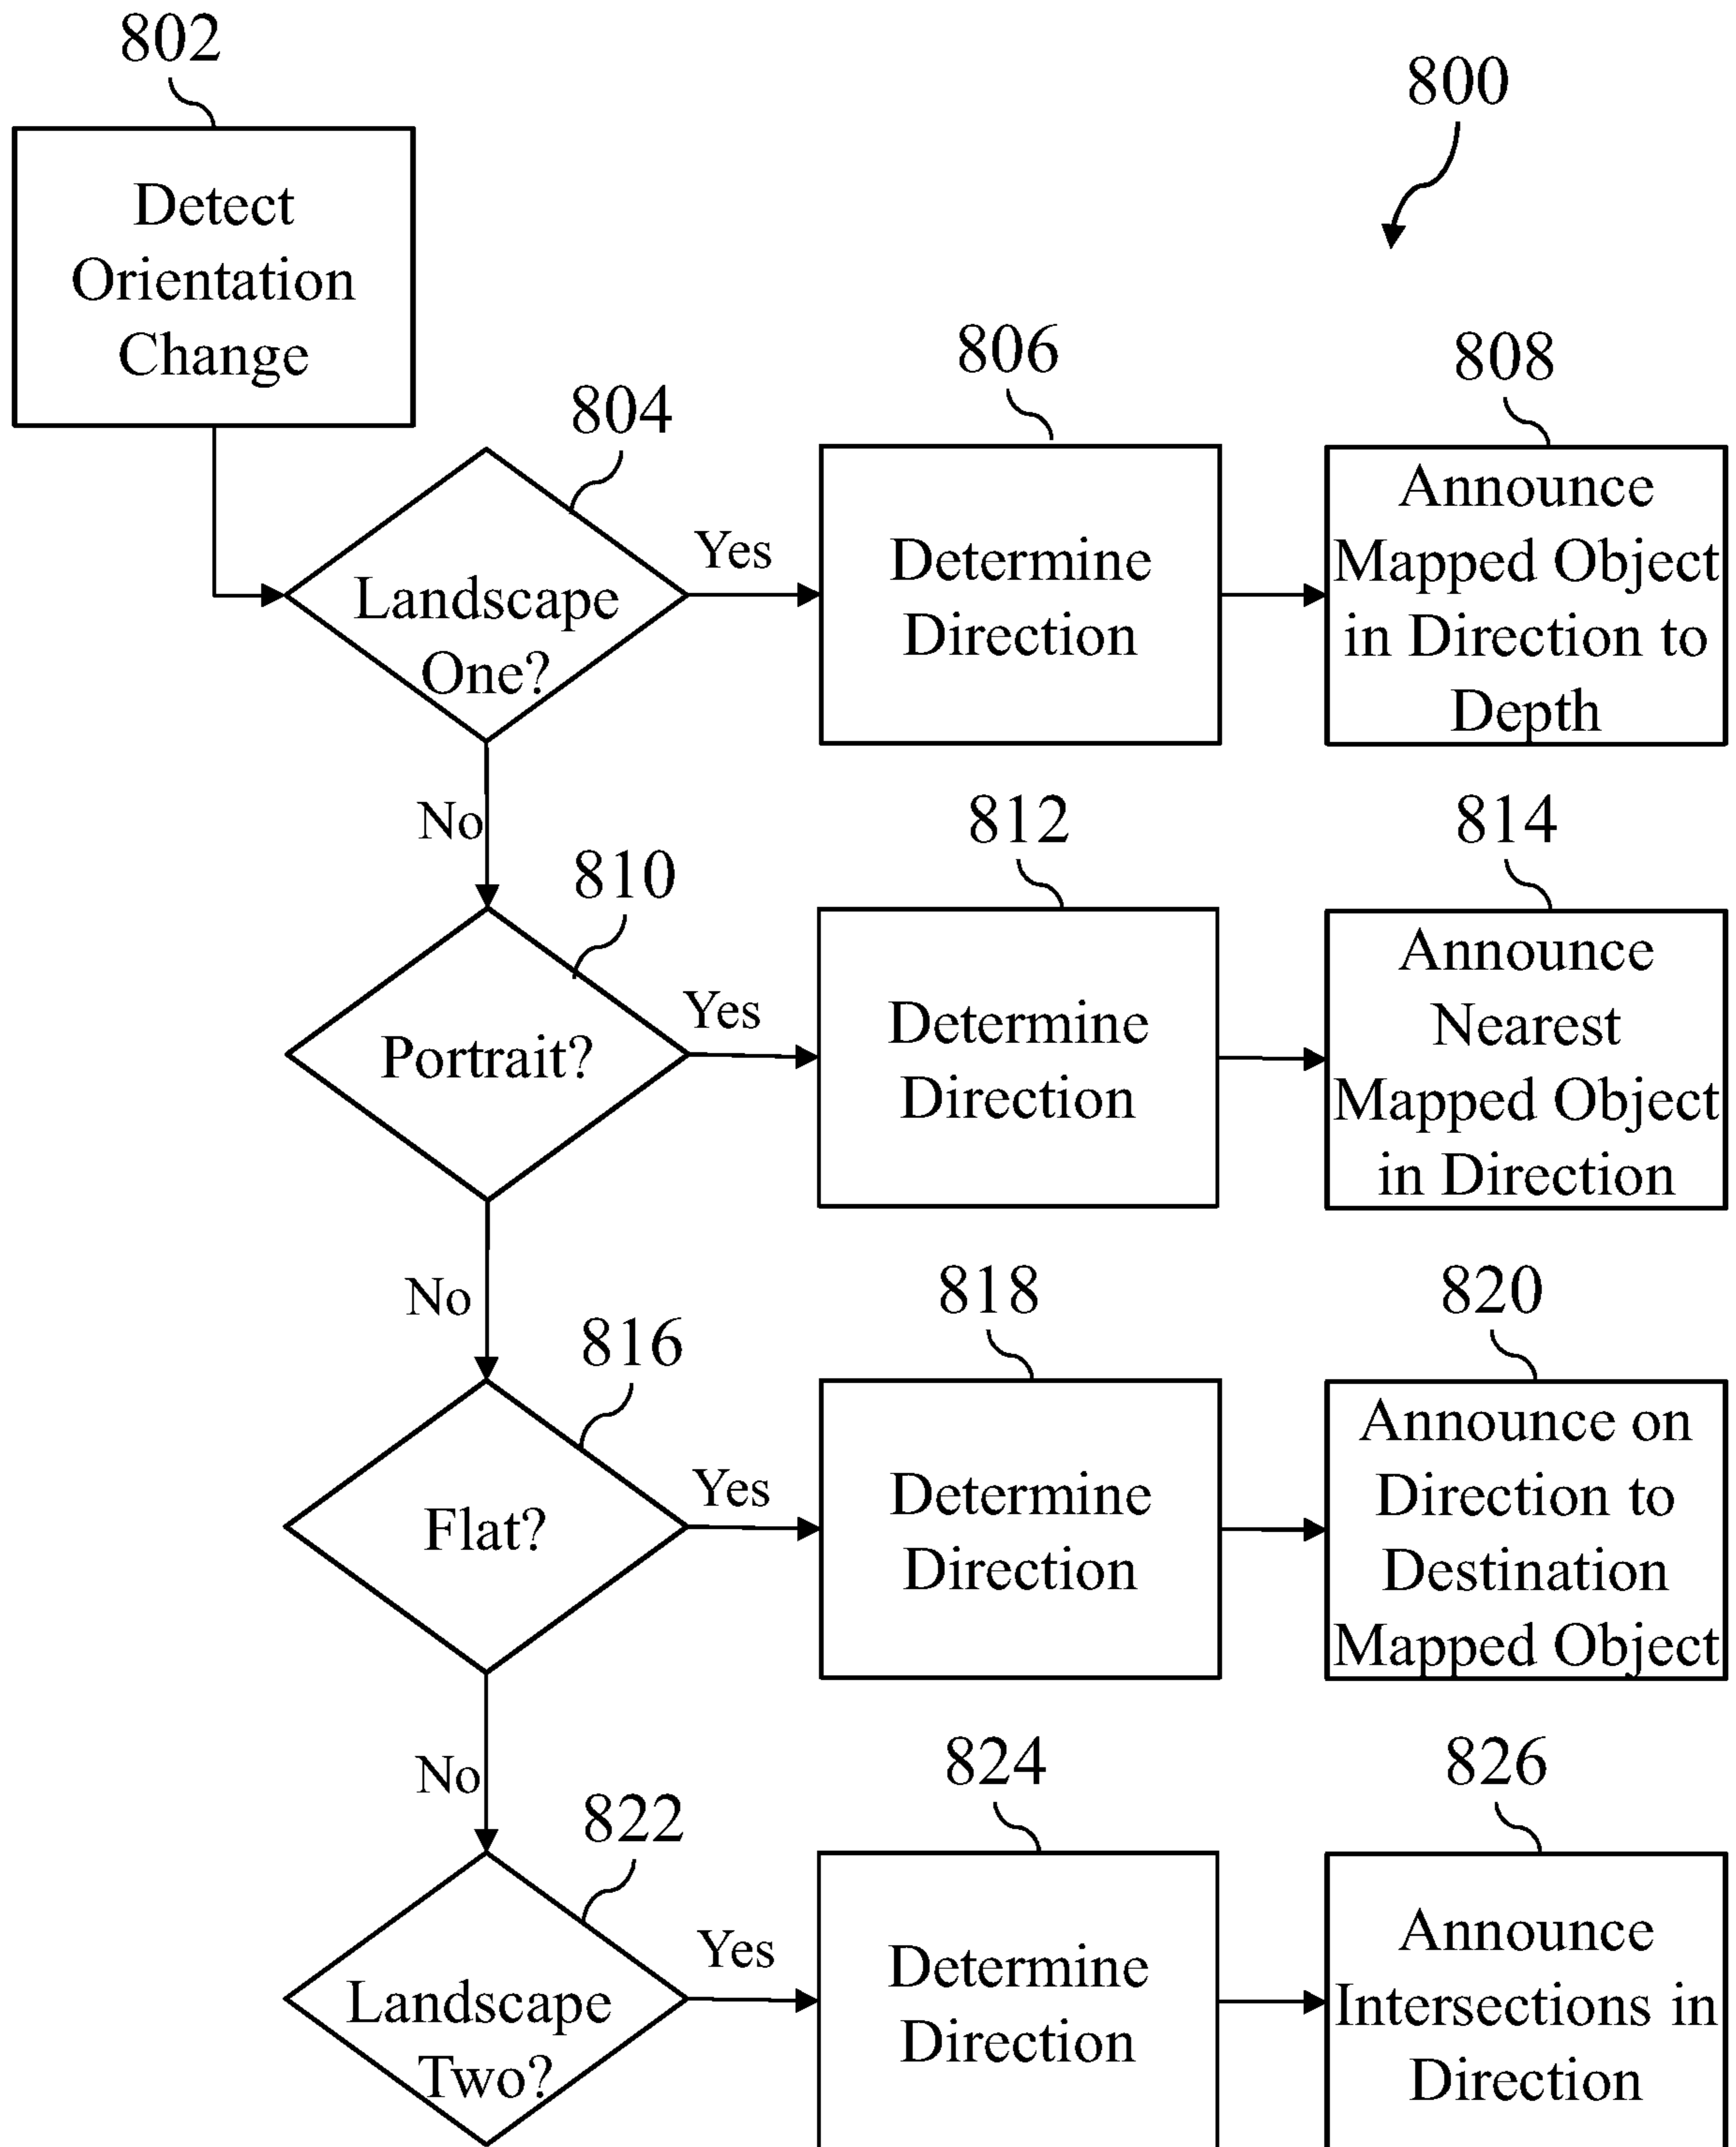 802
800
Detect
Orientation
Change
804
Landscape
One?
Yes
No
806
Determine
Direction
808
Announce
Mapped Object
in Direction to
Depth
810
Portrait?
Yes
No
812
Determine
Direction
814
Announce
Nearest
Mapped Object
in Direction
816
Flat?
Yes
No
818
Determine
Direction
820
Announce on
Direction to
Destination
Mapped Object
822
Landscape
Two?
Yes
824
Determine
Direction
826
Announce
Intersections in
Direction